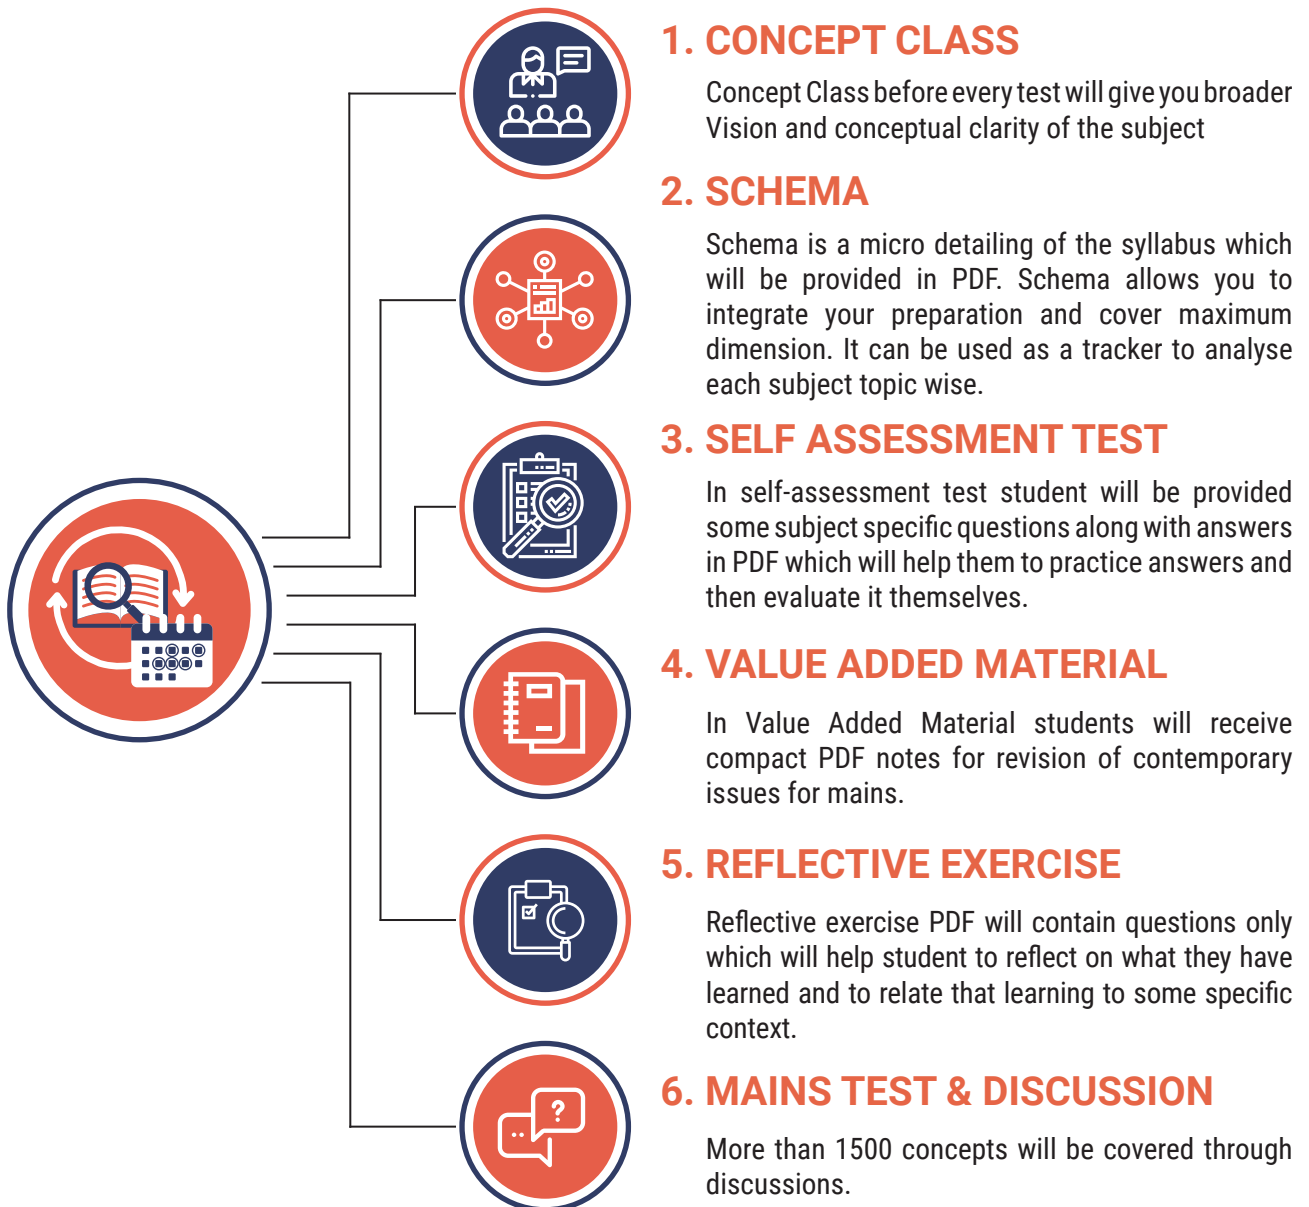 1. CONCEPT CLASS
Concept Class before every test will give you broader
Vision and conceptual clarity of the subject
2. SCHEMA
Schema is a micro detailing of the syllabus which
will be provided in PDF. Schema allows you to
integrate your preparation and cover maximum
dimension. It can be used as a tracker to analyse
each subject topic wise.
3. SELF ASSESSMENT TEST
In self-assessment test student will be provided
some subject specific questions along with answers
in PDF which will help them to practice answers and
then evaluate it themselves.
4. VALUE ADDED MATERIAL
In Value Added Material students will receive
compact PDF notes for revision of contemporary
issues for mains.
5. REFLECTIVE EXERCISE
Reflective exercise PDF will contain questions only
which will help student to reflect on what they have
learned and to relate that learning to some specific
context.
6. MAINS TEST & DISCUSSION
More than 1500 concepts will be covered through
discussions.